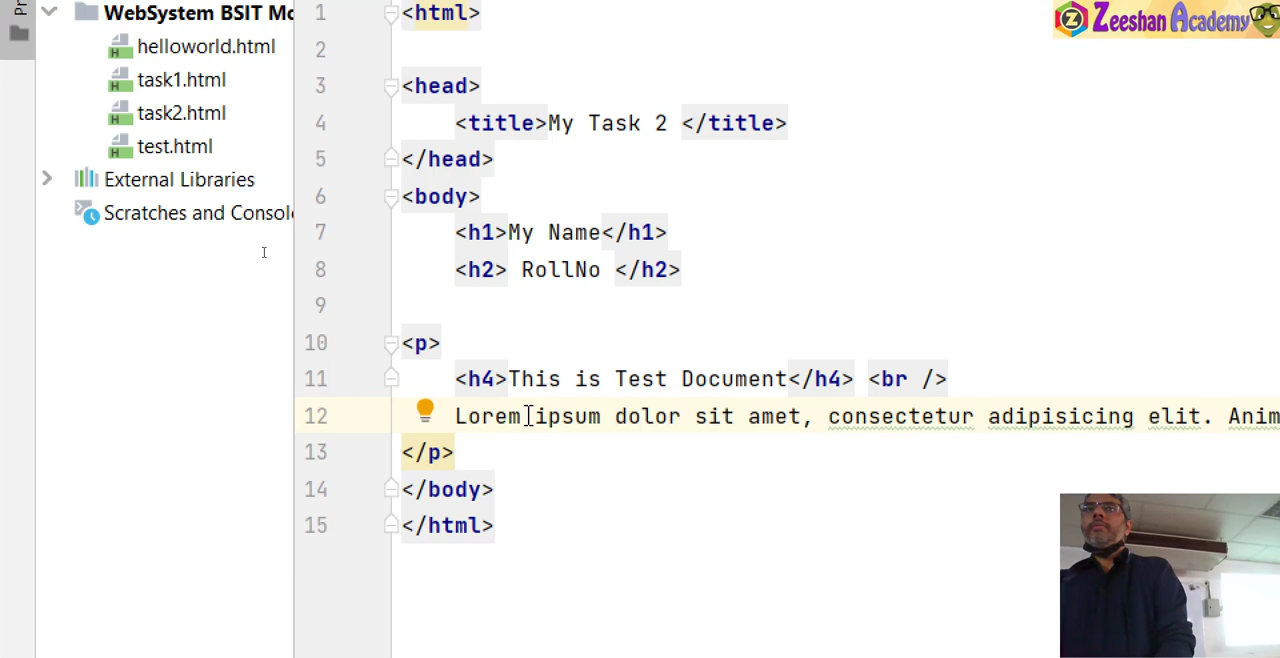 Pr
WebSystem BSIT Mo
helloworld.html
task1.html
task2.html
test.html
External Libraries
Scratches and Consol
1 <html>
2
3 <head>
4 <title>My Task 2 </title>
5 </head>
6 <body>
7 <h1>My Name</h1>
8 <h2> RollNo </h2>
9
10 <p>
11 <h4>This is Test Document</h4> <br />
12 Lorem ipsum dolor sit amet, consectetur adipisicing elit. Anim
13 </p>
14 </body>
15 </html>
Z Zeeshan Academy